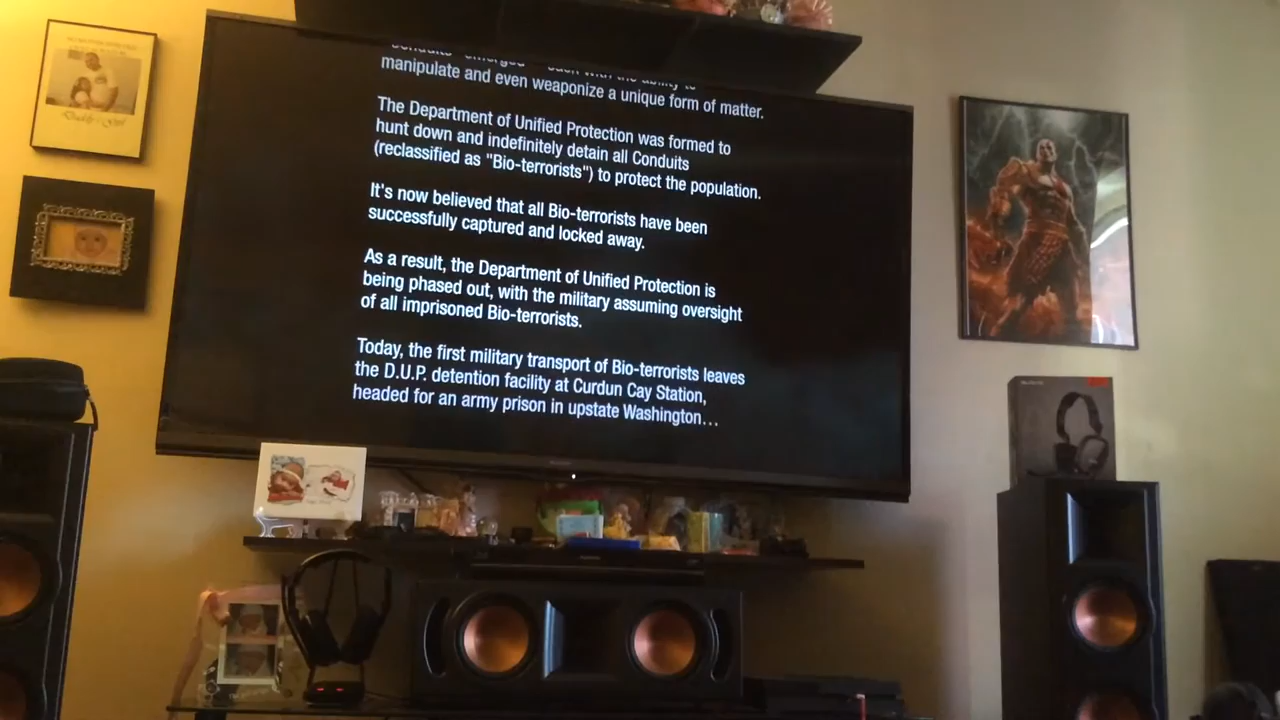 Daddy's Girl
manipulate and even weaponize a unique form of matter.
The Department of Unified Protection was formed to
hunt down and indefinitely detain all Conduits
(reclassified as "Bio-terrorists") to protect the population.
It's now believed that all Bio-terrorists have been
successfully captured and locked away.
As a result, the Department of Unified Protection is
being phased out, with the military assuming oversight
of all imprisoned Bio-terrorists.
Today, the first military transport of Bio-terrorists leaves
the D.U.P. detention facility at Curdun Cay Station,
headed for an army prison in upstate Washington...